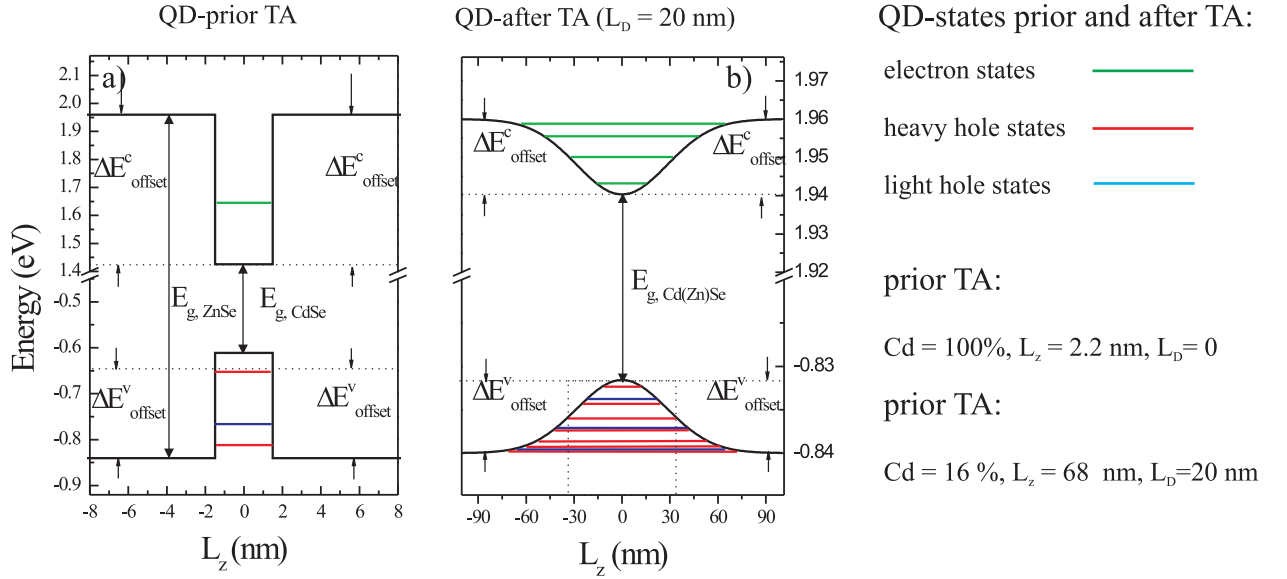 QD-prior TA
QD-after TA (L_D = 20 nm)
QD-states prior and after TA:
electron states
heavy hole states
light hole states
prior TA:
Cd = 100%, L_z = 2.2 nm, L_D= 0
prior TA:
Cd = 16 %, L_z = 68 nm, L_D=20 nm
a)
Energy (eV)
2.1
2.0
1.9
1.8
1.7
1.6
1.5
1.4
-0.5
-0.6
-0.7
-0.8
-0.9
ΔE^c_offset
ΔE^c_offset
E_g, ZnSe
E_g, CdSe
ΔE^v_offset
ΔE^v_offset
-8 -6 -4 -2 0 2 4 6 8
L_z (nm)
b)
1.97
1.96
1.95
1.94
1.93
1.92
-0.83
-0.84
ΔE^c_offset
ΔE^c_offset
E_g, Cd(Zn)Se
ΔE^v_offset
ΔE^v_offset
-90 -60 -30 0 30 60 90
L_z (nm)